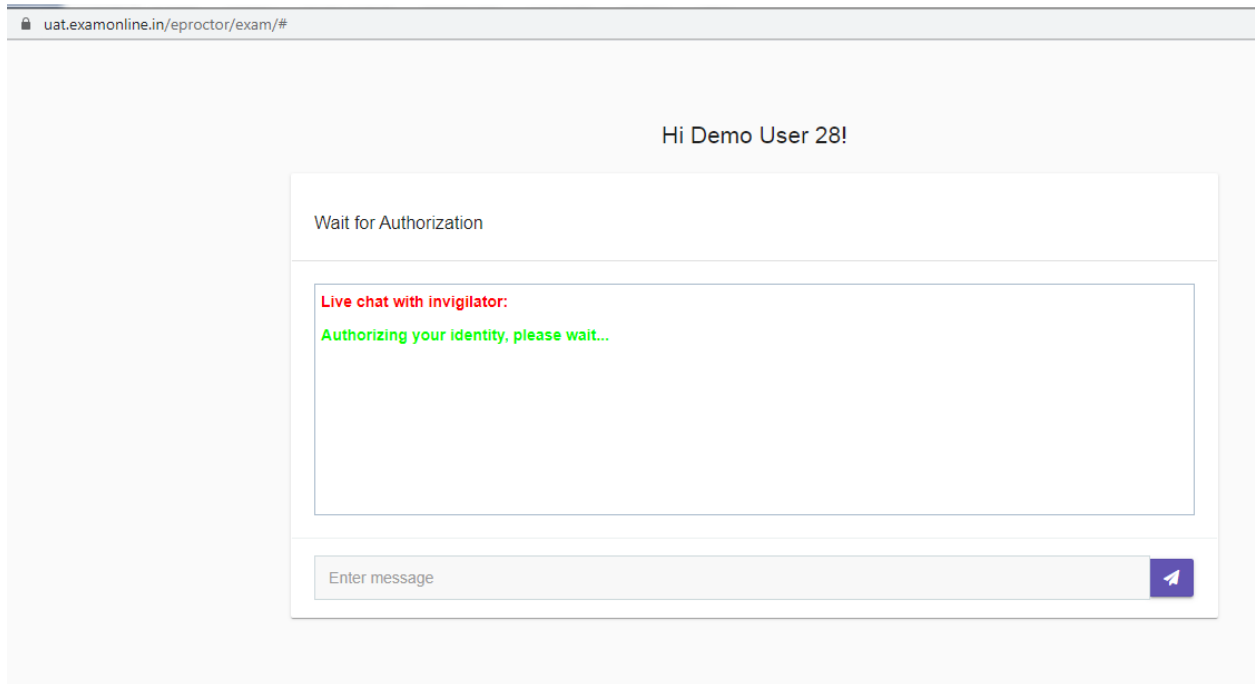 uat.examonline.in/eproctor/exam/#
Hi Demo User 28!
Wait for Authorization
Live chat with invigilator:
Authorizing your identity, please wait...
Enter message